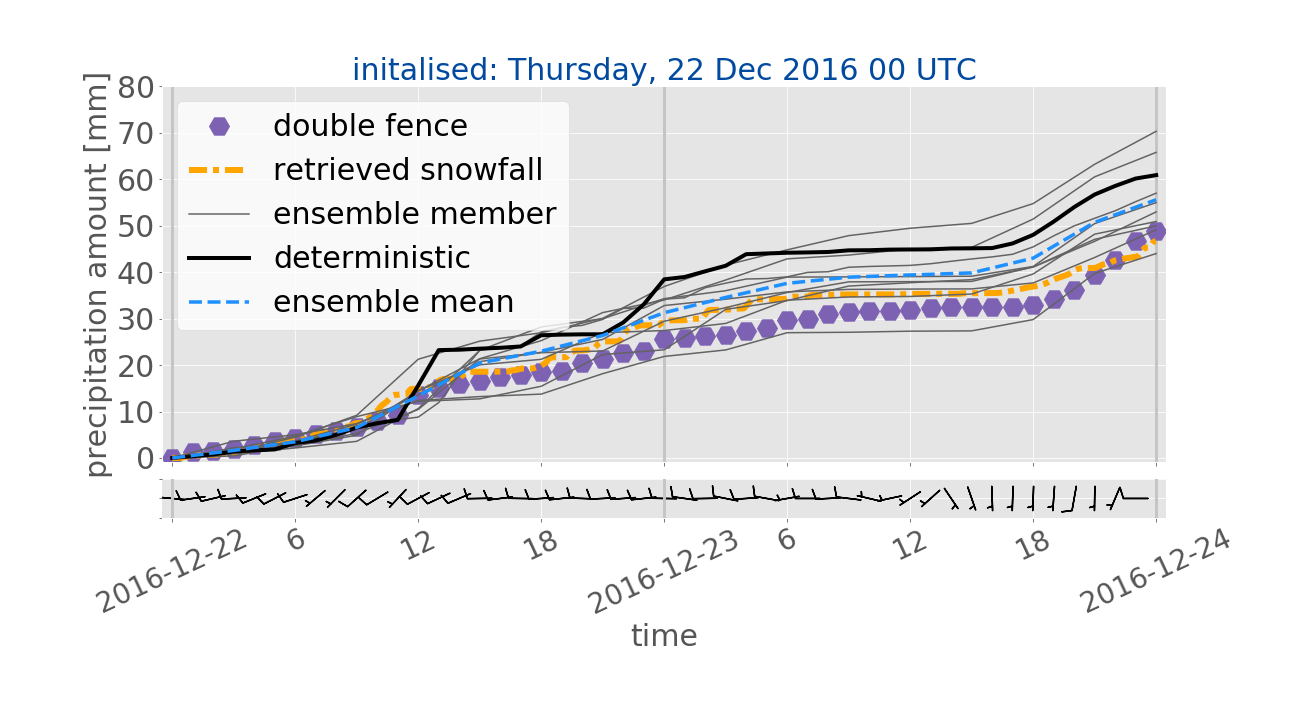 initalised: Thursday, 22 Dec 2016 00 UTC
precipitation amount [mm]
80
70
60
50
40
30
20
10
0
double fence
retrieved snowfall
ensemble member
deterministic
ensemble mean
2016-12-22
6
12
18
2016-12-23
6
12
18
2016-12-24
time